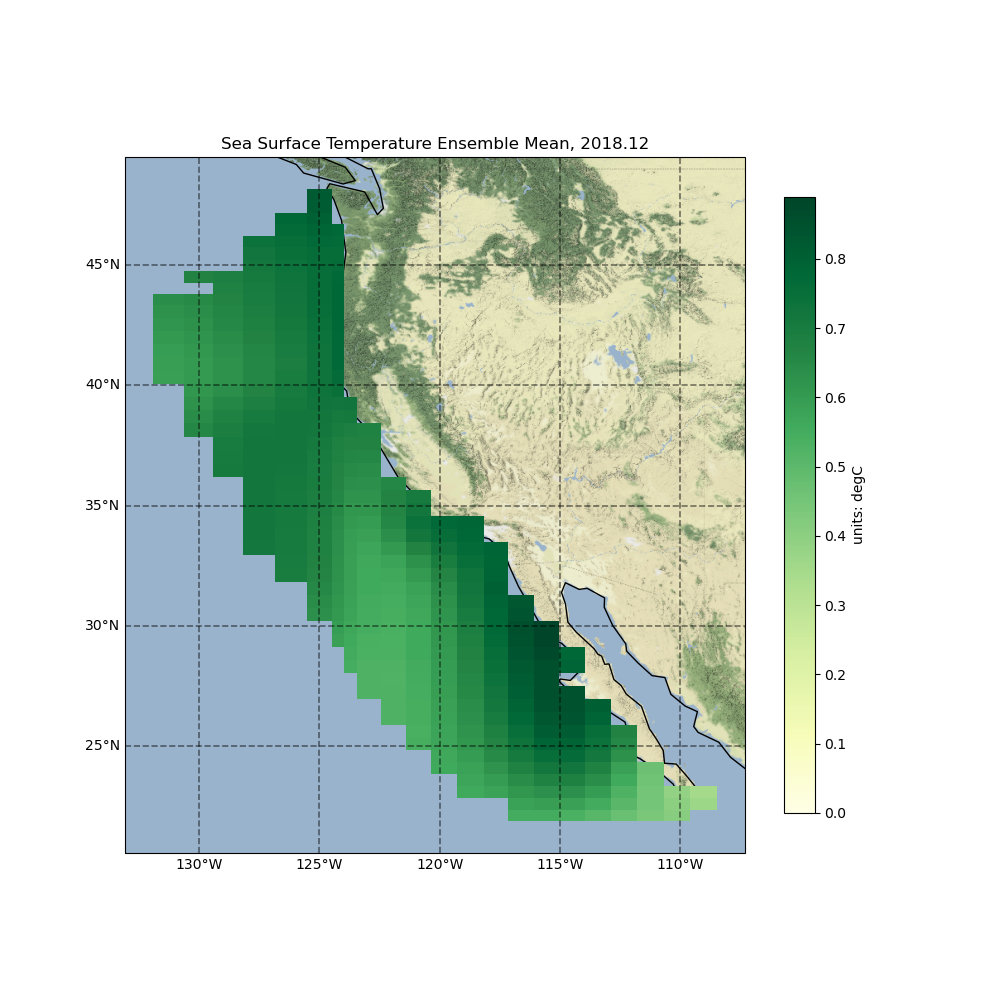 Sea Surface Temperature Ensemble Mean, 2018.12
45°N
40°N
35°N
30°N
25°N
130°W
125°W
120°W
115°W
110°W
0.8
0.7
0.6
0.5
0.4
0.3
0.2
0.1
0.0
units: degC